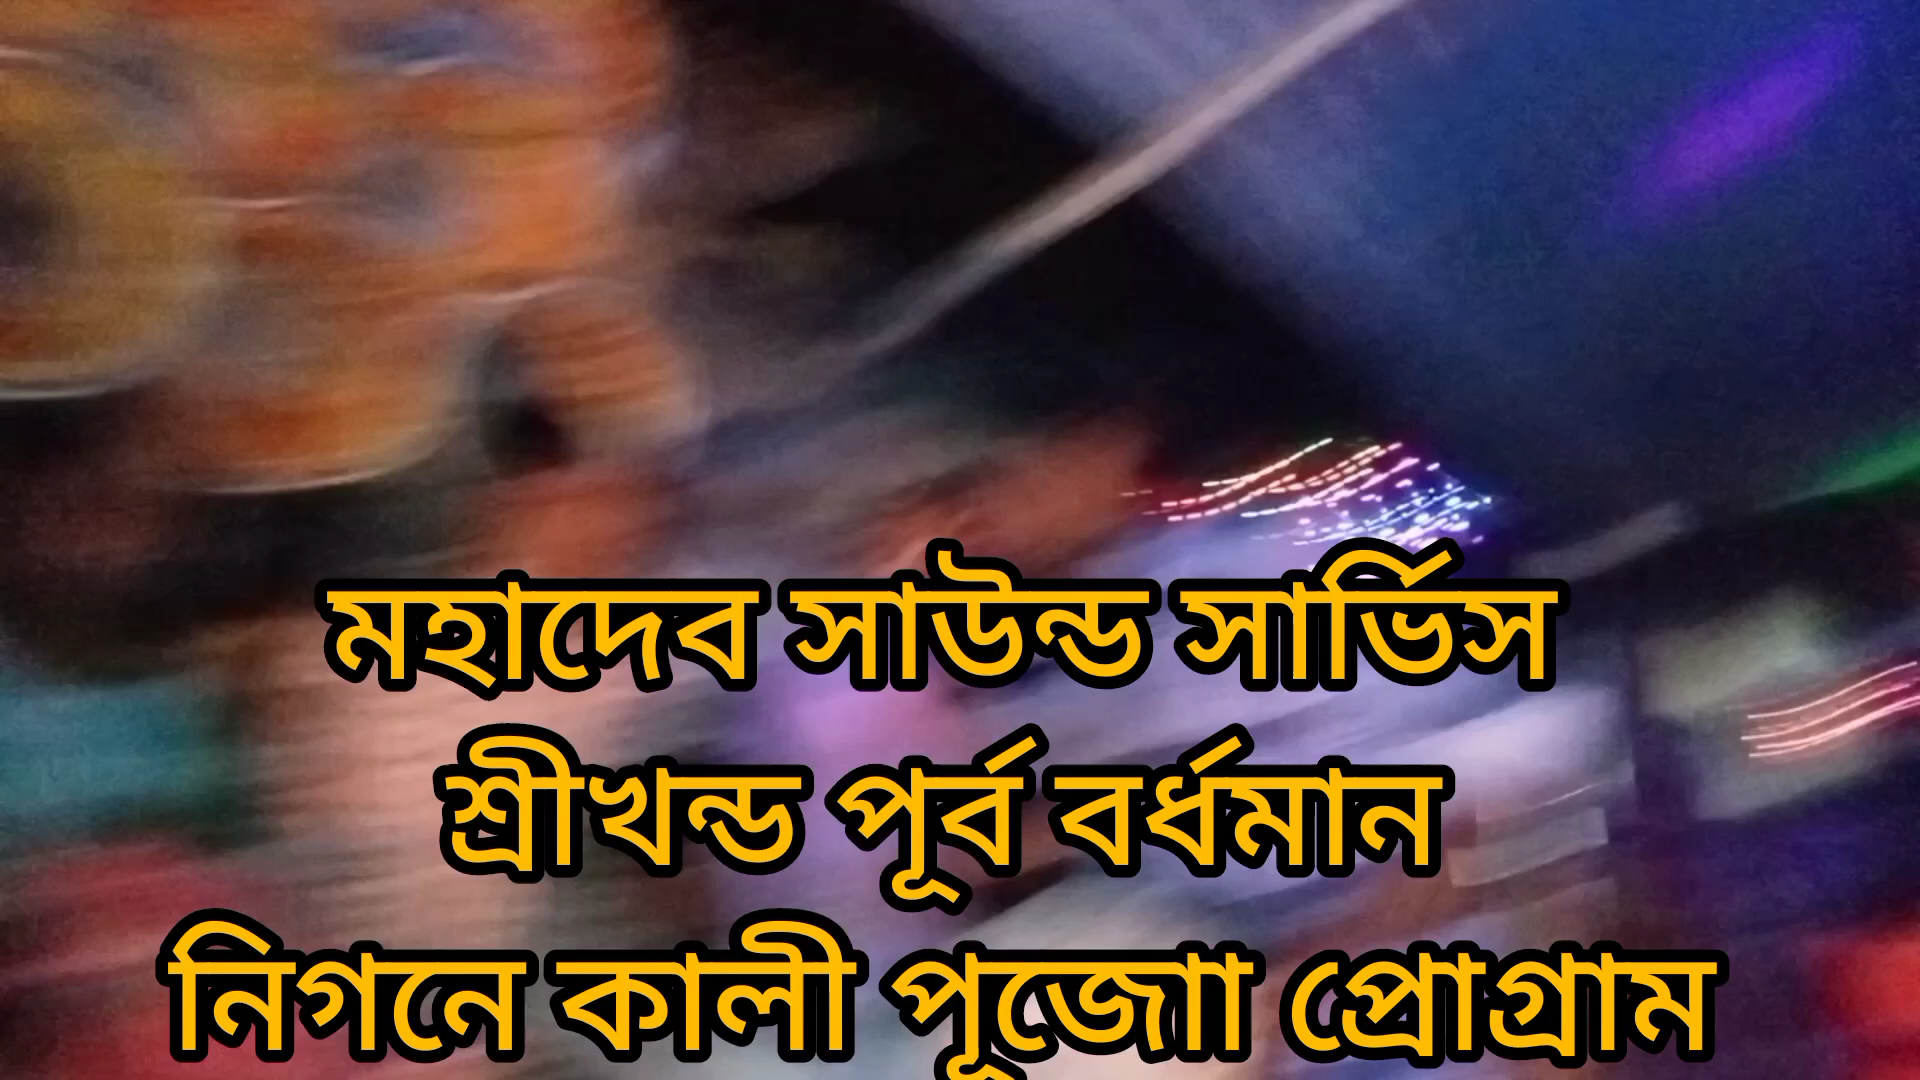 মহাদেব সাউন্ড সার্ভিস
শ্রীখন্ড পূর্ব বর্ধমান
নিগনে কালী পূজোা প্রোগ্রাম